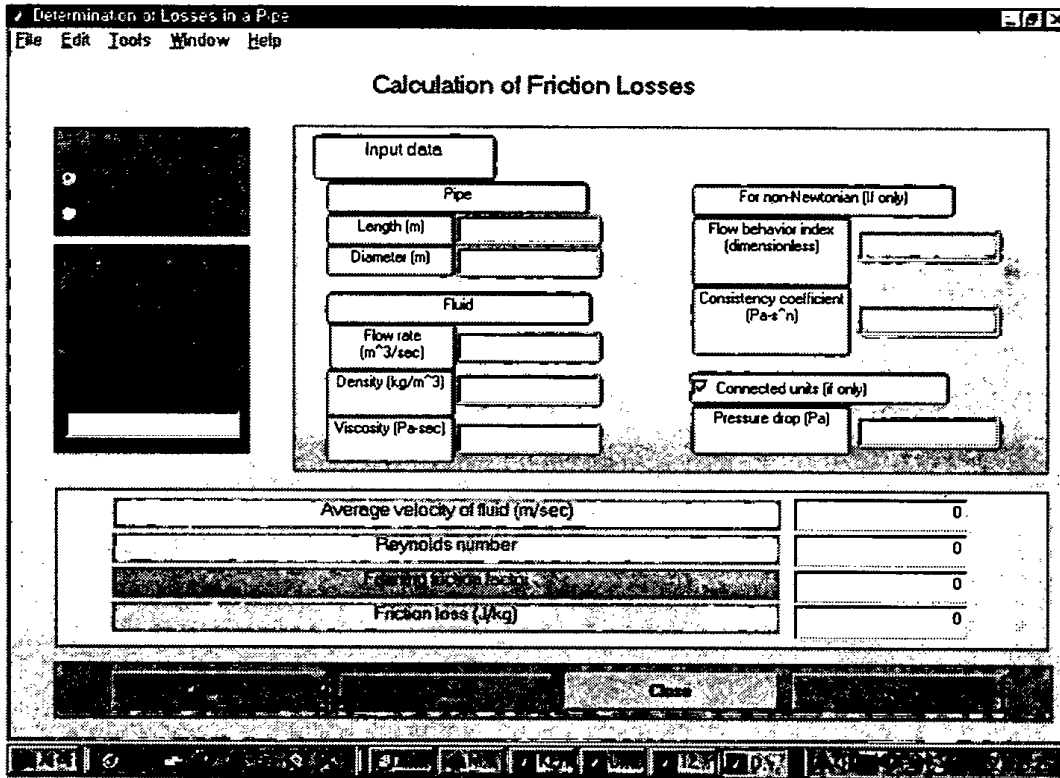 Determination of Losses in a Pipe
File Edit Tools Window Help
Calculation of Friction Losses
Input data
Pipe
Length (m)
Diameter (m)
Fluid
Flow rate
(m^3/sec)
Density (kg/m^3)
Viscosity (Pa-sec)
For non-Newtonian (If only)
Flow behavior index
(dimensionless)
Consistency coefficient
(Pa-s^n)
Connected units (if only)
Pressure drop (Pa)
Average velocity of fluid (m/sec) 0
Reynolds number 0
Fanning friction factor 0
Friction loss (J/kg) 0
Close